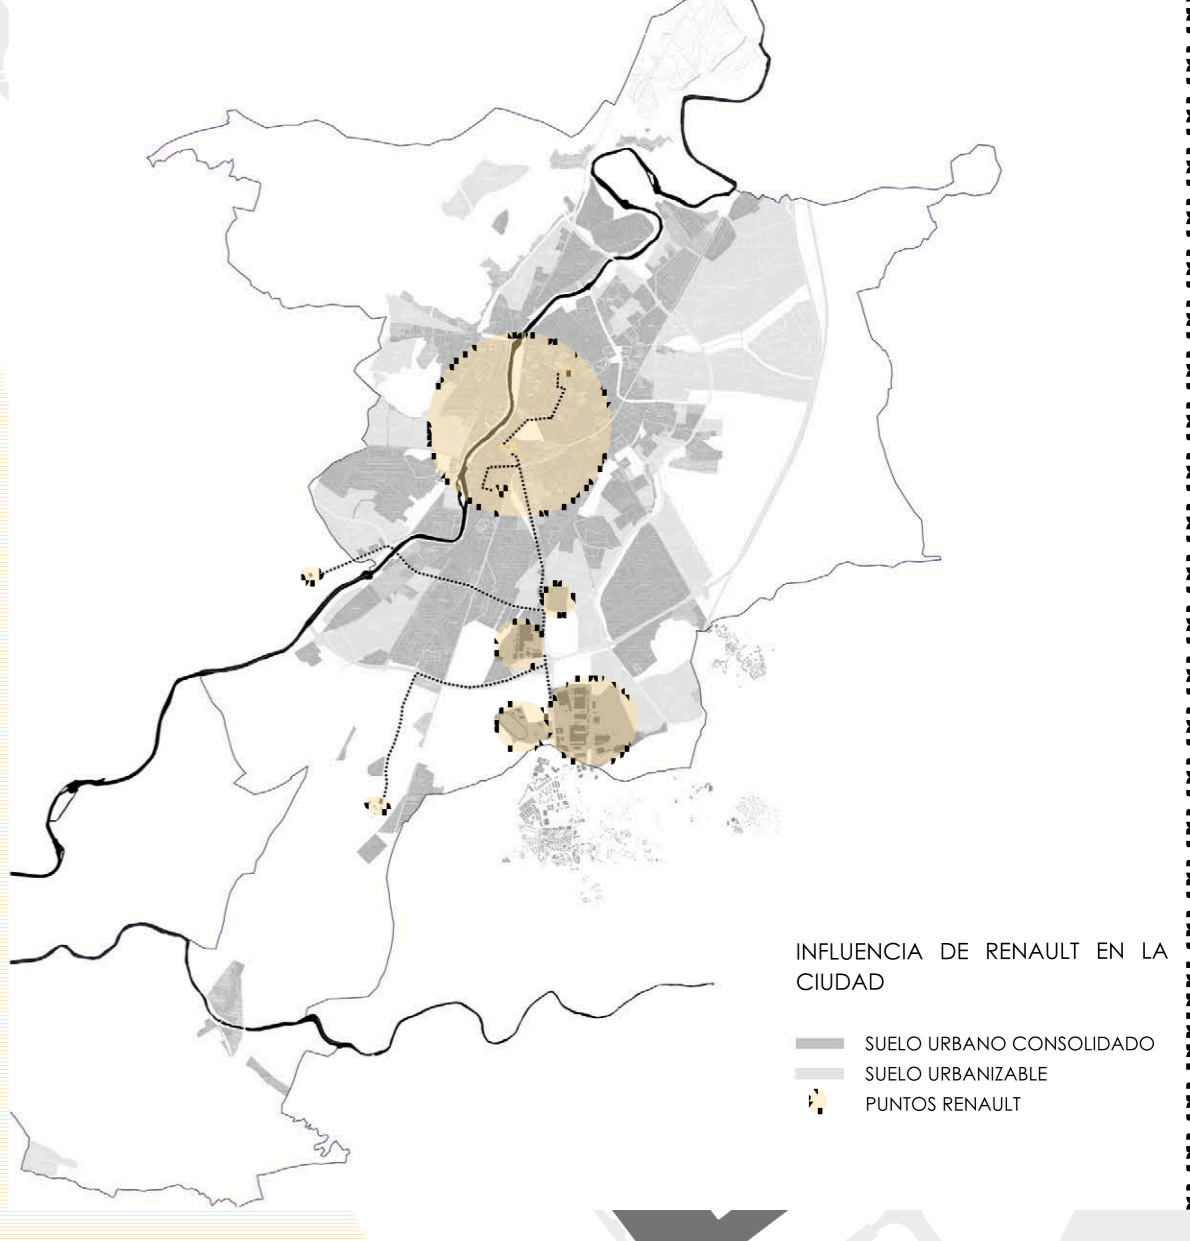 INFLUENCIA DE RENAULT EN LA
CIUDAD
SUELO URBANO CONSOLIDADO
SUELO URBANIZABLE
PUNTOS RENAULT